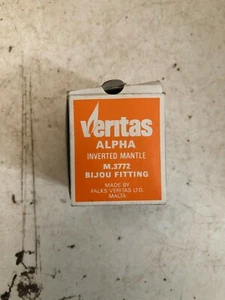 Veritas
ALPHA
INVERTED MANTLE
M.3772
BIJOU FITTING
MADE BY
FALKS VERITAS LTD.
MALTA